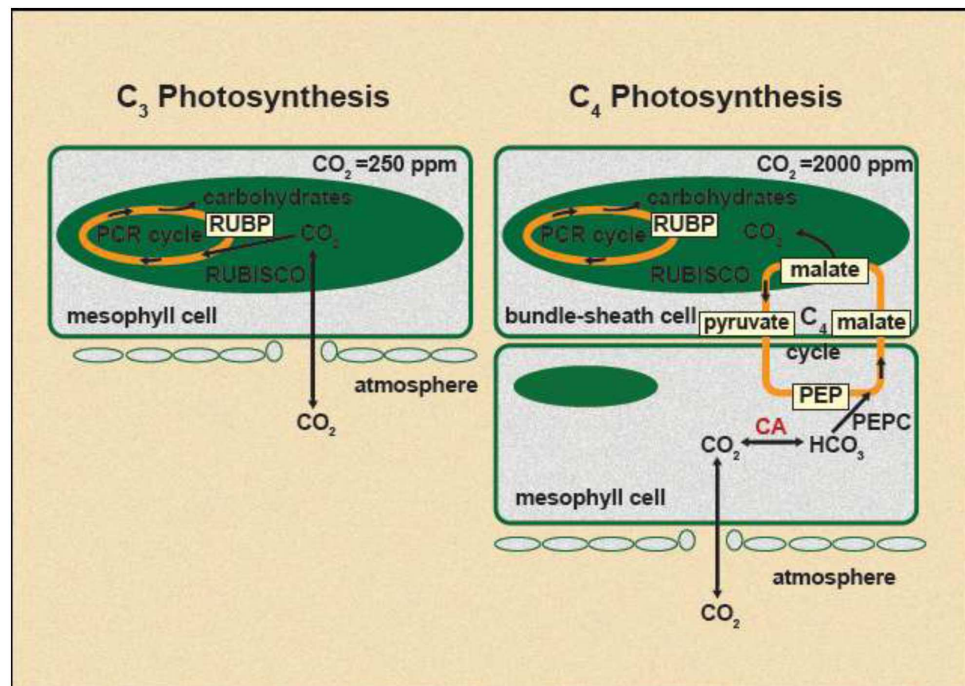 C₃ Photosynthesis
CO₂ =250 ppm
carbohydrates
RUBP
PCR cycle
CO₂
RUBISCO
mesophyll cell
atmosphere
CO₂
C₄ Photosynthesis
CO₂ =2000 ppm
carbohydrates
RUBP
PCR cycle
CO₂
RUBISCO
malate
bundle-sheath cell
pyruvate
C₄
malate
cycle
PEP
PEPC
CA
CO₂
HCO₃
mesophyll cell
atmosphere
CO₂